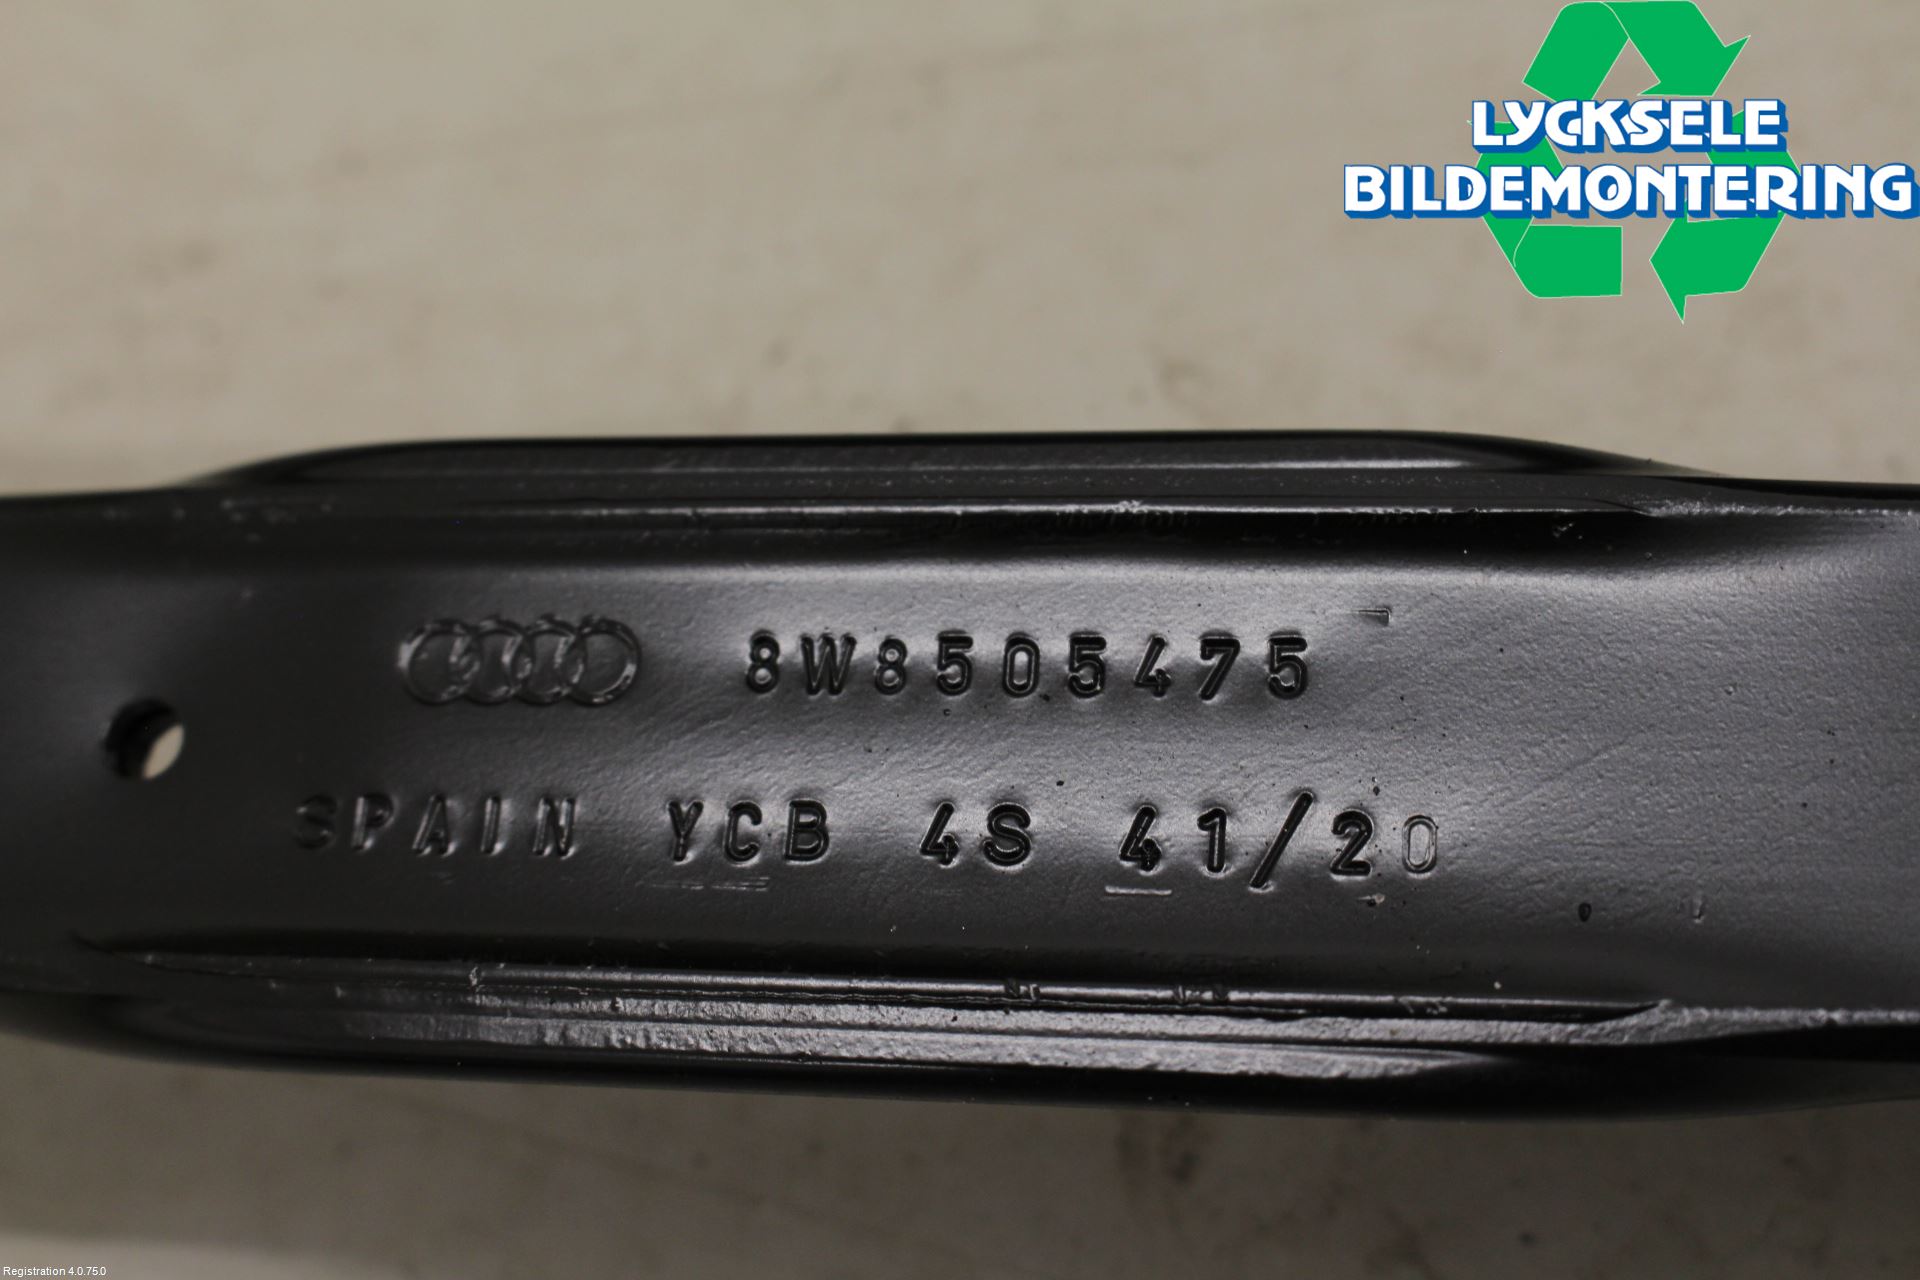 LYCKSELE
BILDEMONTERING
8W8505475
SPAIN YCB 4S 41/20
Registration 4.0.75.0